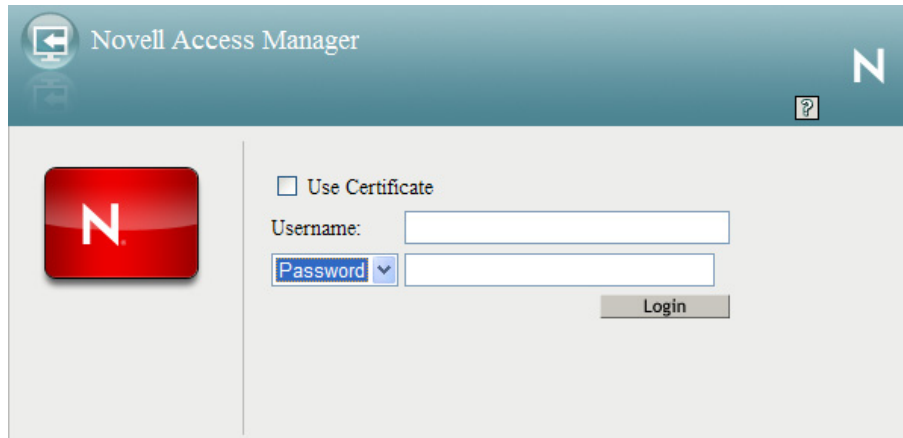 Novell Access Manager
N
?
N
Use Certificate
Username:
Password
Login